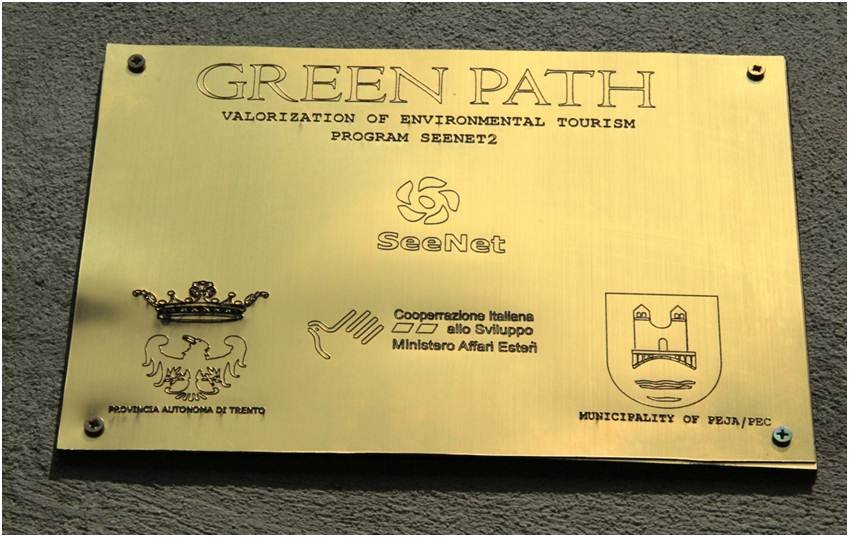 GREEN PATH
VALORIZATION OF ENVIRONMENTAL TOURISM
PROGRAM SEENET2
SeeNet
Cooperrazione Italiana
allo Sviluppo
Ministero Affari Esteri
PROVINCIA AUTONOMA DI TRENTO
MUNICIPALITY OF PEJA/PEC